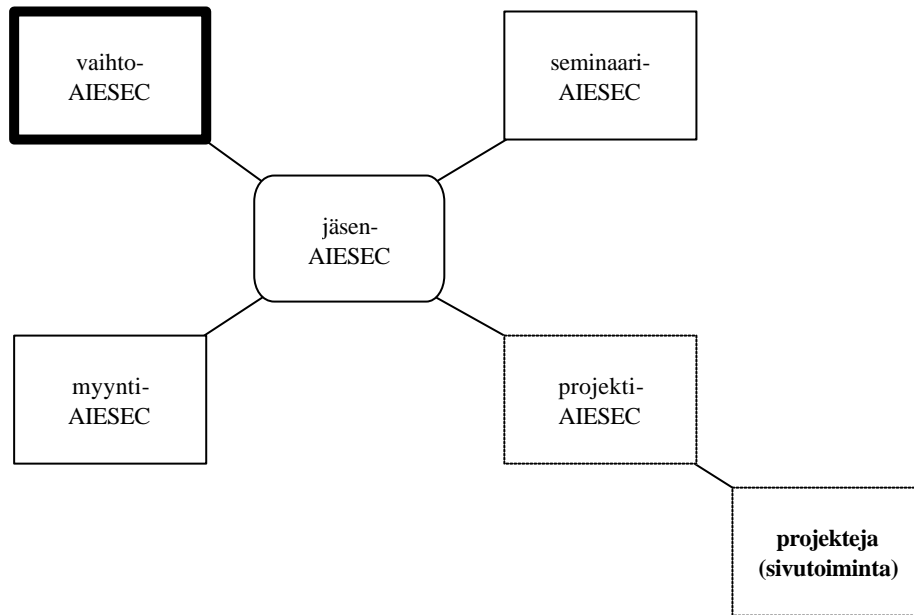 vaihto-
AIESEC
seminaari-
AIESEC
jäsen-
AIESEC
myynti-
AIESEC
projekti-
AIESEC
projekteja
(sivutoiminta)